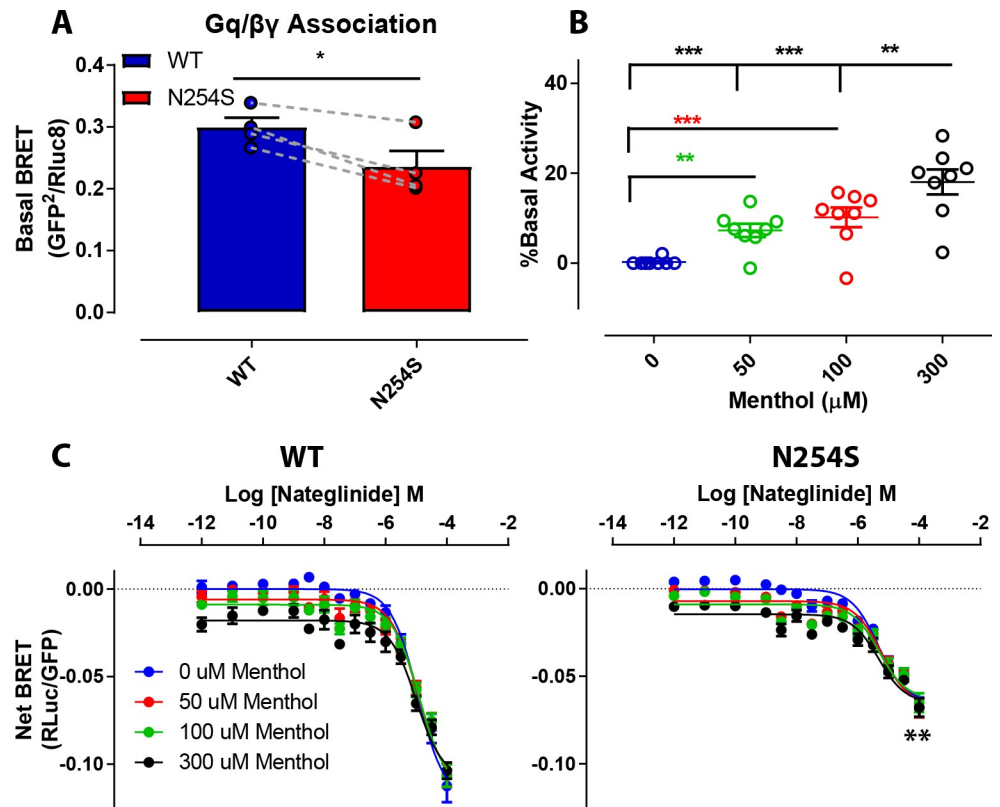 A
Gq/βγ Association
WT
N254S
*
0.4
0.3
0.2
0.1
0.0
Basal BRET
(GFP²/Rluc8)
WT
N254S
B
***
***
**
***
**
40
20
0
%Basal Activity
0
50
100
300
Menthol (μM)
C
WT
Log [Nateglinide] M
-14
-12
-10
-8
-6
-4
-2
0.00
-0.05
-0.10
Net BRET
(RLuc/GFP)
0 uM Menthol
50 uM Menthol
100 uM Menthol
300 uM Menthol
N254S
Log [Nateglinide] M
-14
-12
-10
-8
-6
-4
-2
0.00
-0.05
-0.10
**